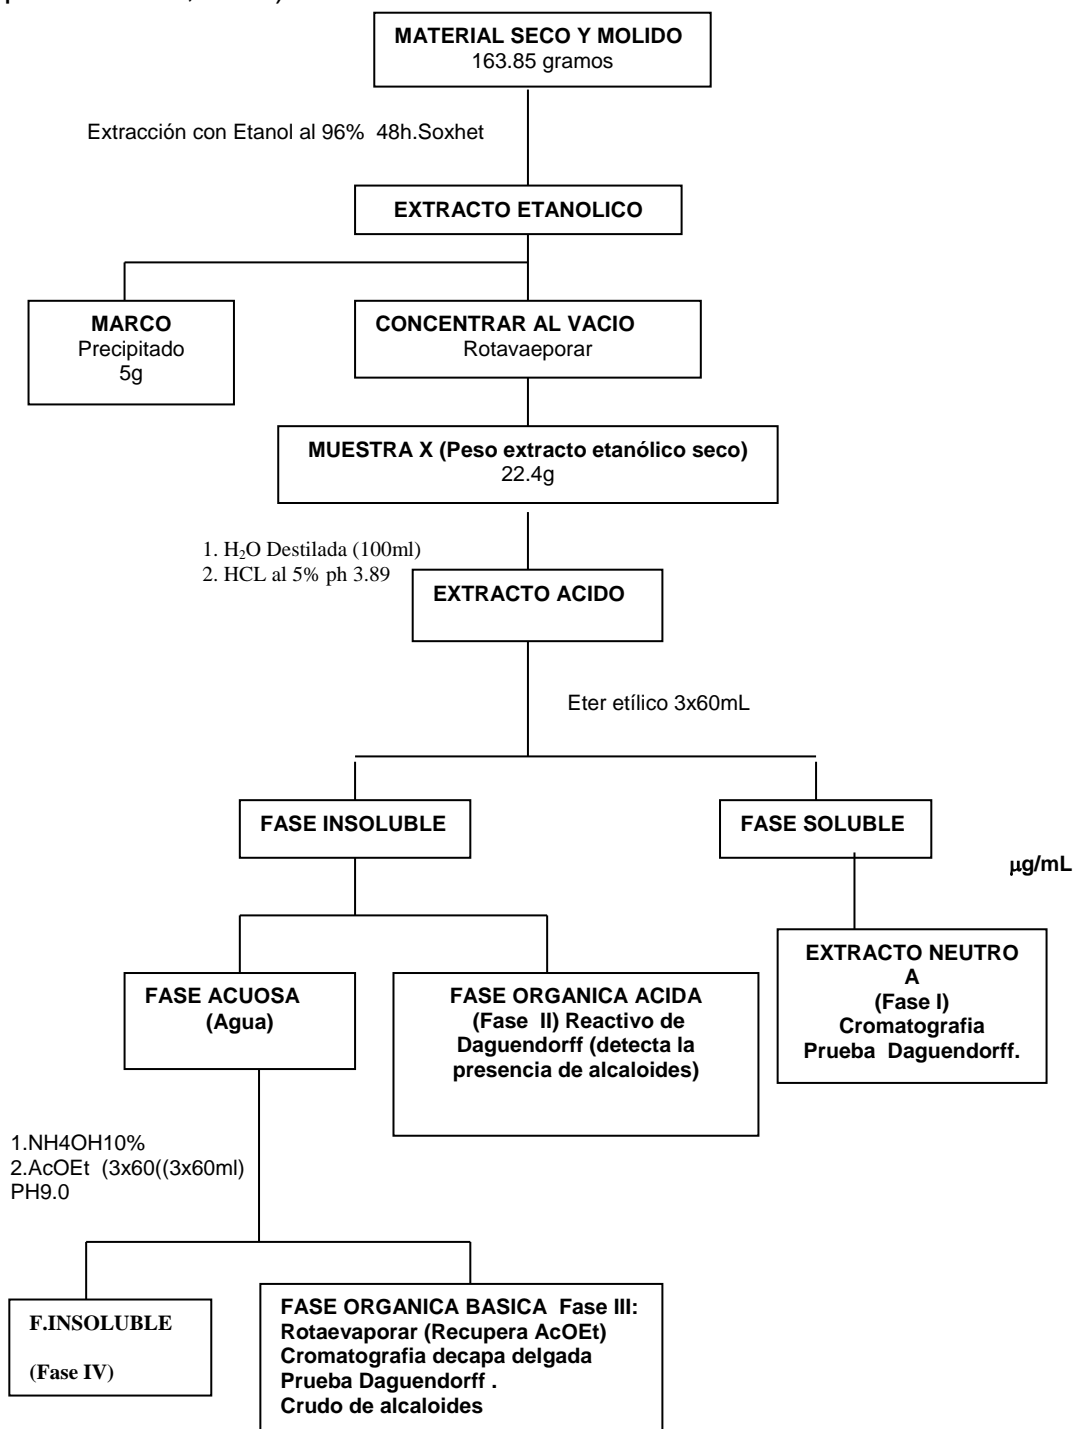 MATERIAL SECO Y MOLIDO
163.85 gramos
Extracción con Etanol al 96%  48h.Soxhet
EXTRACTO ETANOLICO
MARCO
Precipitado
5g
CONCENTRAR AL VACIO
Rotavaeporar
MUESTRA X (Peso extracto etanólico seco)
22.4g
1. H₂O Destilada (100ml)
2. HCL al 5% ph 3.89
EXTRACTO ACIDO
Eter etílico 3x60mL
FASE INSOLUBLE
FASE SOLUBLE
µg/mL
FASE ACUOSA
(Agua)
FASE ORGANICA ACIDA
(Fase  II) Reactivo de
Daguendorff (detecta la
presencia de alcaloides)
EXTRACTO NEUTRO
A
(Fase I)
Cromatografia
Prueba  Daguendorff.
1.NH4OH10%
2.AcOEt  (3x60((3x60ml)
PH9.0
F.INSOLUBLE
(Fase IV)
FASE ORGANICA BASICA  Fase III:
Rotaevaporar (Recupera AcOEt)
Cromatografia decapa delgada
Prueba Daguendorff .
Crudo de alcaloides